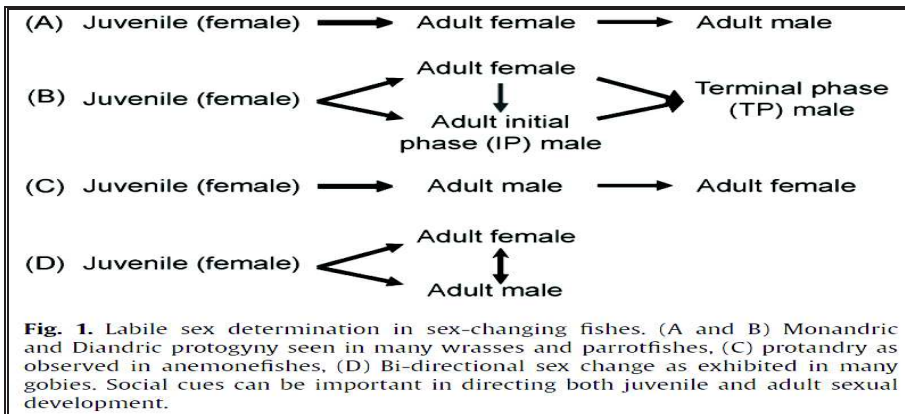 (A) Juvenile (female) Adult female Adult male
Adult female
(B) Juvenile (female) Terminal phase
(TP) male
Adult initial
phase (IP) male
(C) Juvenile (female) Adult male Adult female
Adult female
(D) Juvenile (female)
Adult male
Fig. 1. Labile sex determination in sex-changing fishes. (A and B) Monandric
and Diandric protogyny seen in many wrasses and parrotfishes, (C) protandry as
observed in anemonefishes, (D) Bi-directional sex change as exhibited in many
gobies. Social cues can be important in directing both juvenile and adult sexual
development.